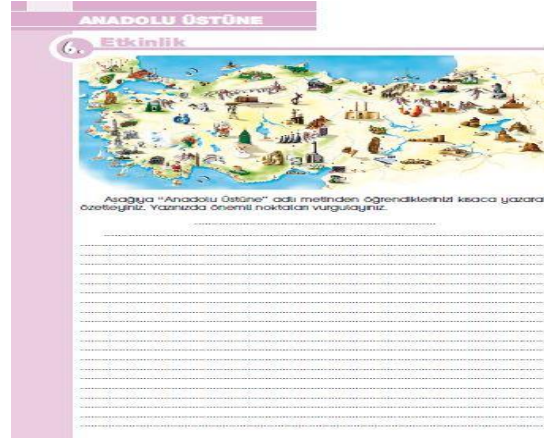 ANADOLU ÜSTÜNE
6. Etkinlik
Aşağıya “Anadolu Üstüne” adlı metinden öğrendiklerinizi kısaca yazara
özetleyiniz. Yazınızda önemli noktaları vurgulayınız.